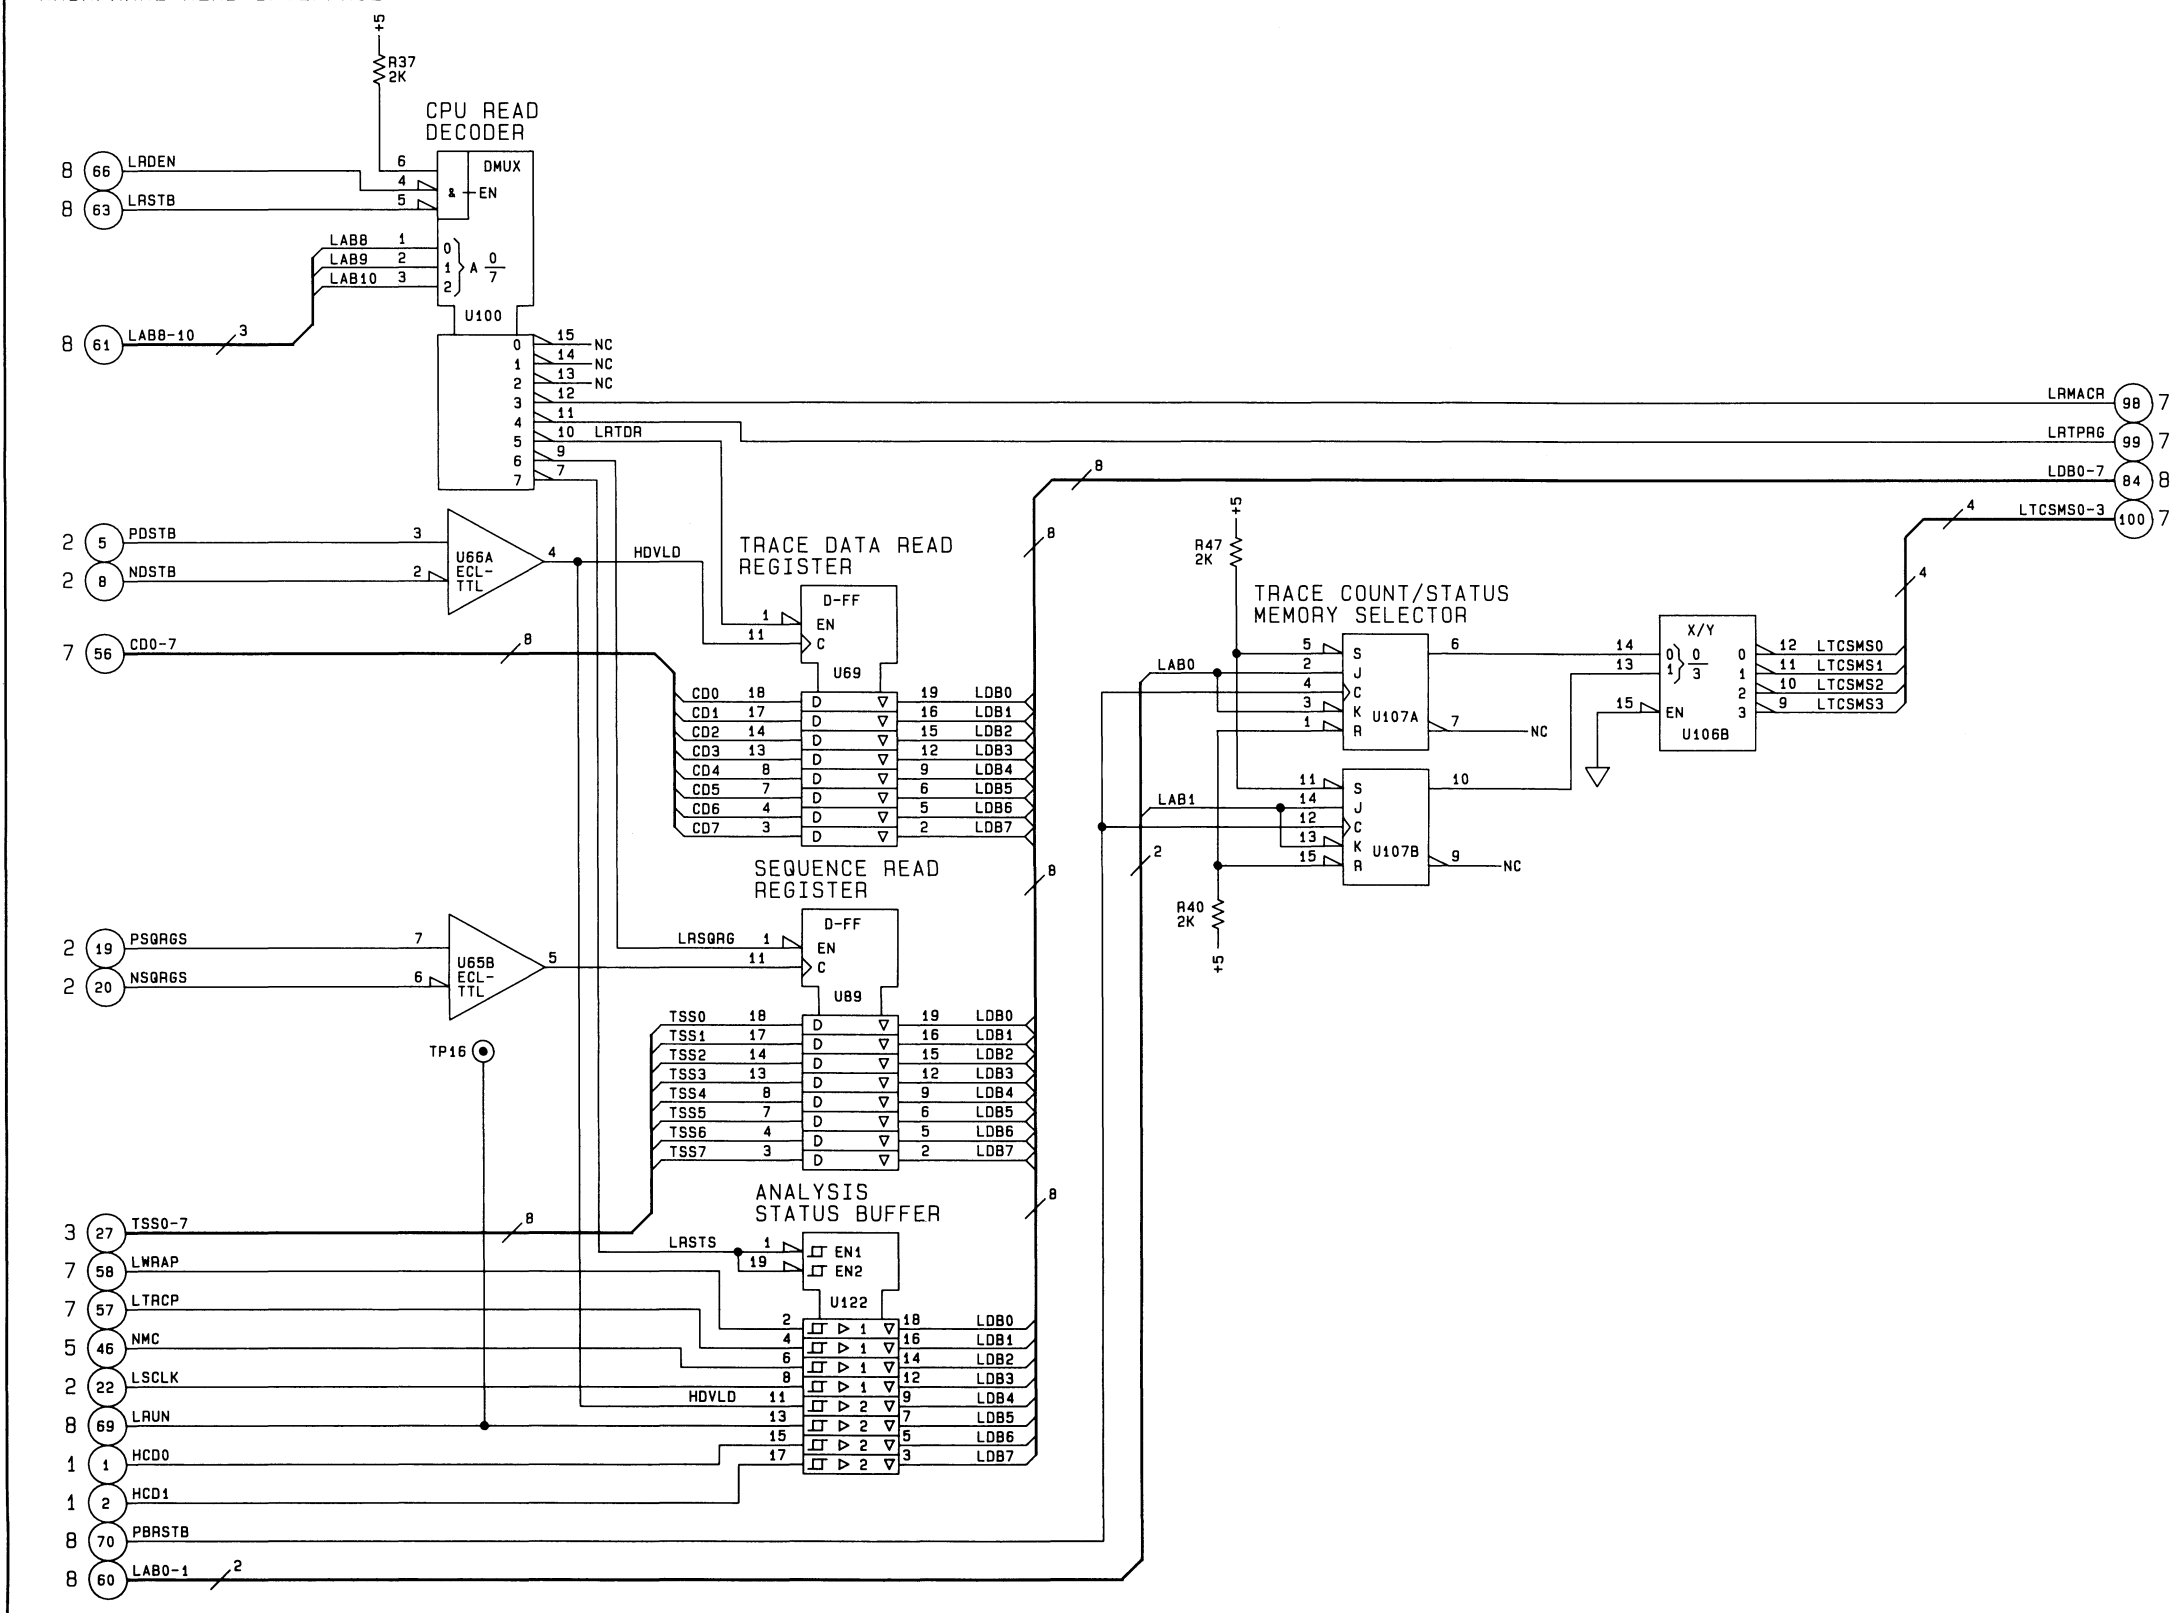 +5
R37
2K
CPU READ
DECODER
8 66 LRDEN 6 DMUX
4 & EN
8 63 LRSTB 5
LAB8 1 0
LAB9 2 1 A 0/7
LAB10 3 2
U100
8 61 LAB8-10 3
0 15 NC
1 14 NC
2 13 NC
3 12 LRMACR 98 7
4 11 LRTPRG 99 7
5 10 LRTDR
6 9
7 7
8 LDB0-7 84 8
4 LTCSMS0-3 100 7
2 5 PDSTB 3
2 8 NDSTB 2
U66A
ECL-
TTL
4 HDVLD
8
TRACE DATA READ
REGISTER
D-FF
1 EN
11 C
U69
7 56 CD0-7 8
CD0 18 D 19 LDB0
CD1 17 D 16 LDB1
CD2 14 D 15 LDB2
CD3 13 D 12 LDB3
CD4 8 D 9 LDB4
CD5 7 D 6 LDB5
CD6 4 D 5 LDB6
CD7 3 D 2 LDB7
+5
R47
2K
TRACE COUNT/STATUS
MEMORY SELECTOR
4
5 S 6
LAB0 2 J
4 C
3 K
1 R 7 NC
U107A
X/Y
14 0 0/3 0 12 LTCSMS0
13 1 1 11 LTCSMS1
2 10 LTCSMS2
15 EN 3 9 LTCSMS3
U106B
11 S 10
LAB1 14 J
12 C
13 K
15 R 9 NC
U107B
2
R40
2K
+5
SEQUENCE READ
REGISTER
8
D-FF
LRSQRG 1 EN
11 C
U89
2 19 PSQRGS 7
2 20 NSQRGS 6
U65B
ECL-
TTL
5
TP16
TSS0 18 D 19 LDB0
TSS1 17 D 16 LDB1
TSS2 14 D 15 LDB2
TSS3 13 D 12 LDB3
TSS4 8 D 9 LDB4
TSS5 7 D 6 LDB5
TSS6 4 D 5 LDB6
TSS7 3 D 2 LDB7
ANALYSIS
STATUS BUFFER
8
3 27 TSS0-7 8
LRSTS 1 EN1
19 EN2
U122
7 58 LWRAP
7 57 LTRCP
5 46 NMC
2 22 LSCLK
8 69 LRUN
1 1 HCD0
1 2 HCD1
8 70 PBRSTB
8 60 LAB0-1 2
2 1 18 LDB0
4 1 16 LDB1
6 1 14 LDB2
8 1 12 LDB3
HDVLD 11 2 9 LDB4
13 2 7 LDB5
15 2 5 LDB6
17 2 3 LDB7